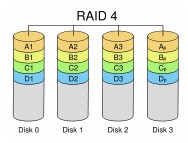 RAID 4
A1 A2 A3 Ap
B1 B2 B3 Bp
C1 C2 C3 Cp
D1 D2 D3 Dp
Disk 0 Disk 1 Disk 2 Disk 3